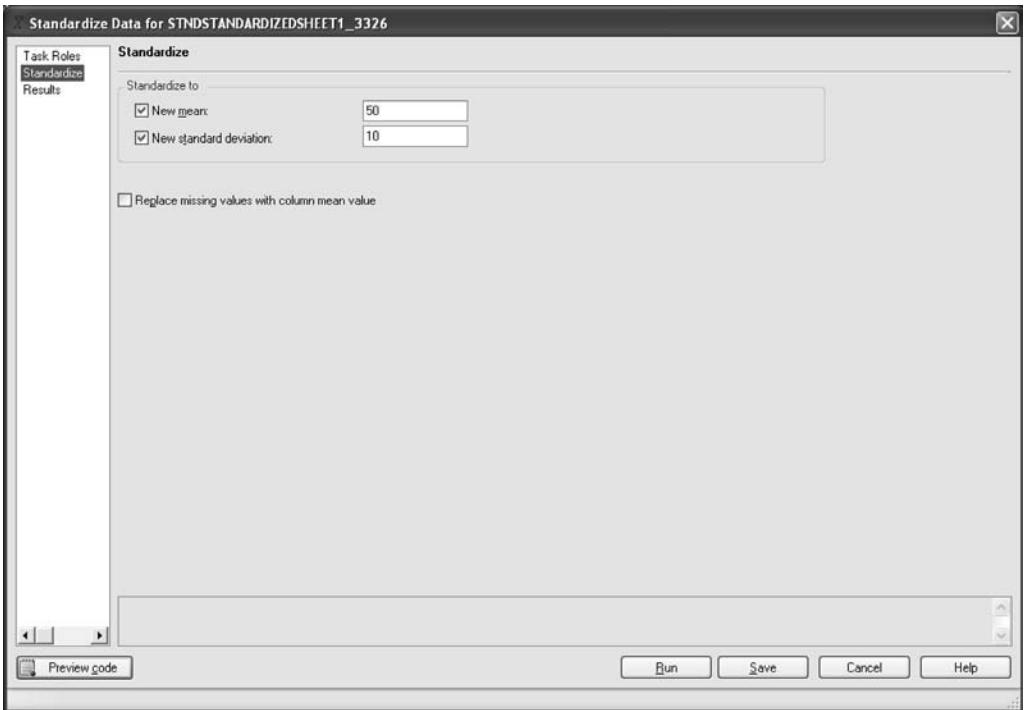 Standardize Data for STNDSTANDARDIZEDSHEET1_3326
Task Roles
Standardize
Results
Standardize
Standardize to
New mean:
50
New standard deviation:
10
Replace missing values with column mean value
Preview code
Run
Save
Cancel
Help